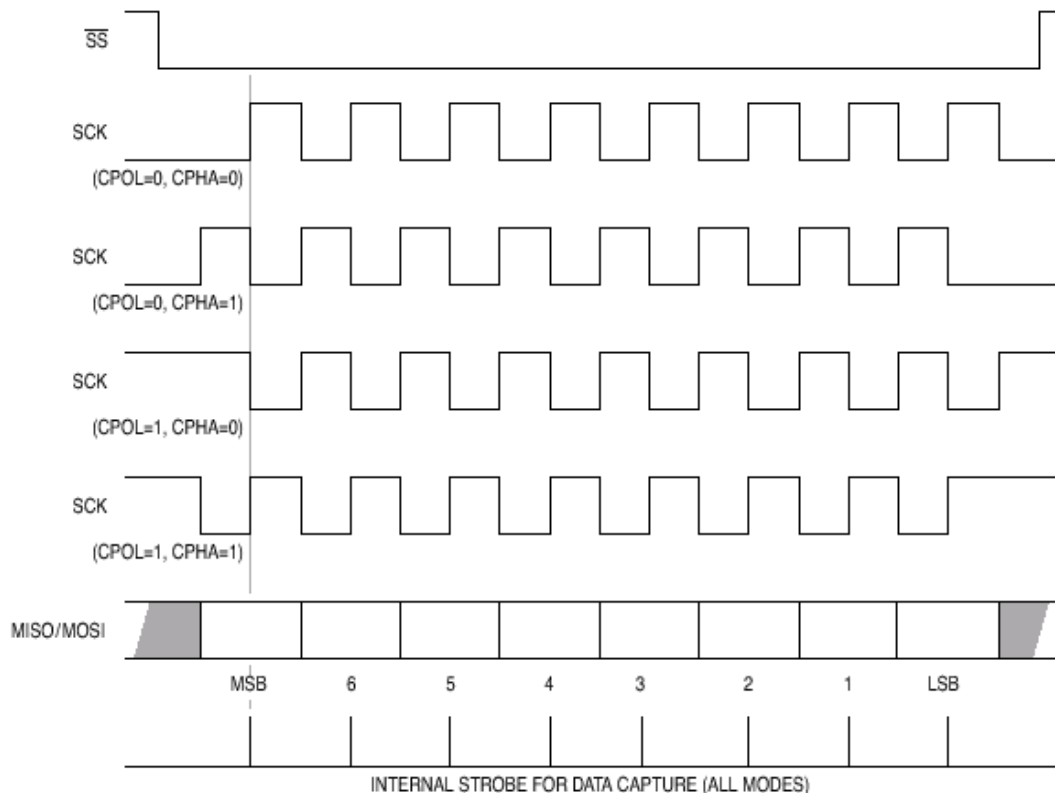 SS
SCK
(CPOL=0, CPHA=0)
SCK
(CPOL=0, CPHA=1)
SCK
(CPOL=1, CPHA=0)
SCK
(CPOL=1, CPHA=1)
MISO/MOSI
MSB 6 5 4 3 2 1 LSB
INTERNAL STROBE FOR DATA CAPTURE (ALL MODES)